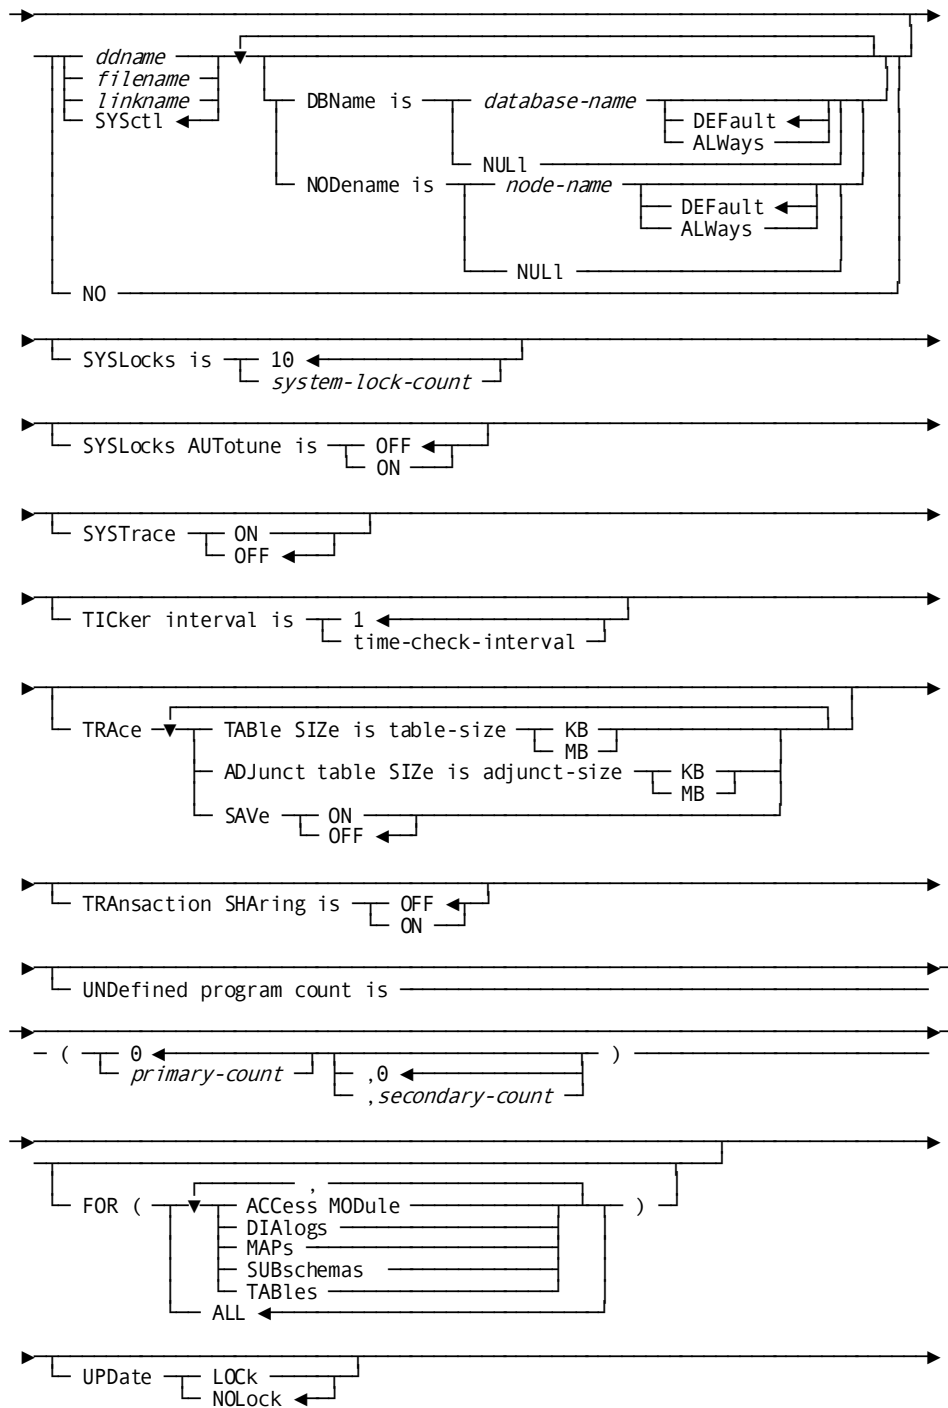 ddname
filename
linkname
DBName is database-name
SYSctl
DEFault
ALWays
NULl
NODename is node-name
DEFault
ALWays
NULl
NO
SYSLocks is 10
system-lock-count
SYSLocks AUTotune is OFF
ON
SYSTrace ON
OFF
TICker interval is 1
time-check-interval
TRAce TABle SIZe is table-size KB
MB
ADJunct table SIZe is adjunct-size KB
MB
SAVe ON
OFF
TRAnsaction SHAring is OFF
ON
UNDefined program count is
( 0 )
primary-count ,0
,secondary-count
,
FOR ( ACCess MODule )
DIAlogs
MAPs
SUBschemas
TABles
ALL
UPDate LOCk
NOLock